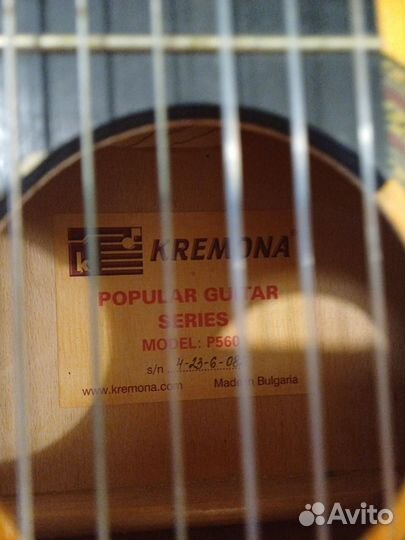 K KREMONA®
POPULAR GUITAR
SERIES
MODEL: P560
s/n 4-23-6-08
www.kremona.com Made in Bulgaria
Avito